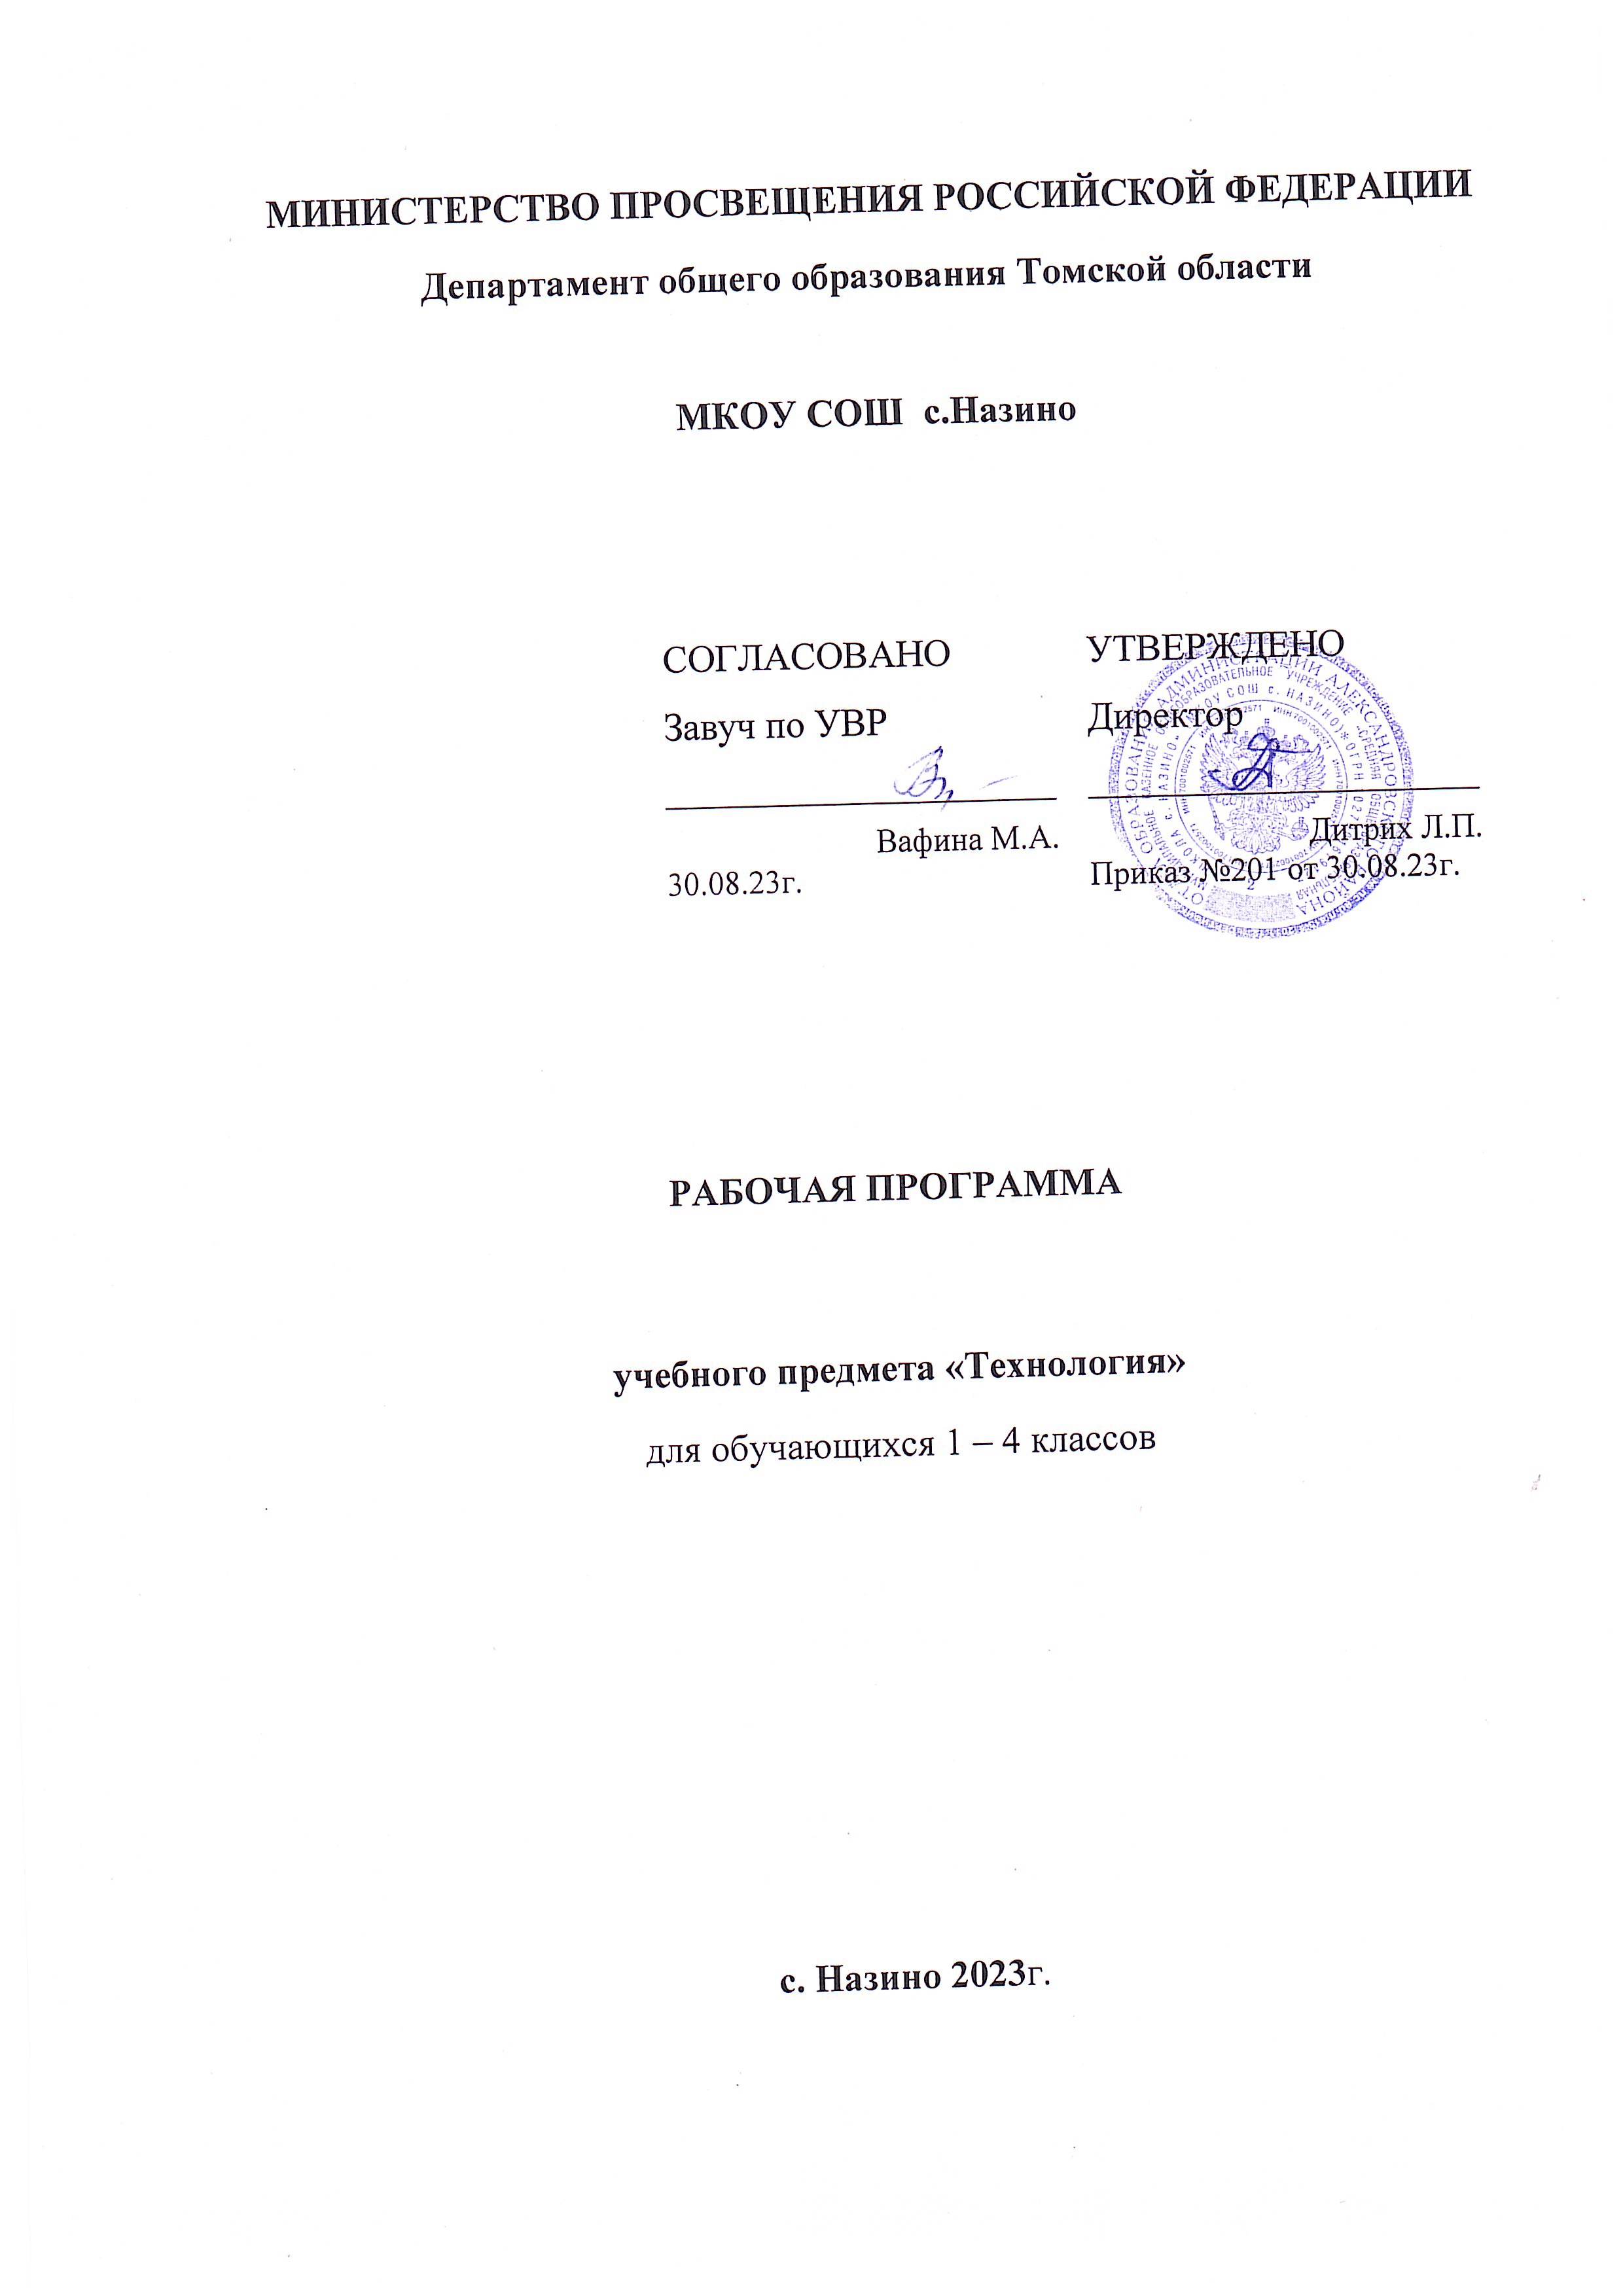 МИНИСТЕРСТВО ПРОСВЕЩЕНИЯ РОССИЙСКОЙ ФЕДЕРАЦИИ
Департамент общего образования Томской области
МКОУ СОШ с.Назино
СОГЛАСОВАНО
Завуч по УВР
Вафина М.А.
30.08.23г.
УТВЕРЖДЕНО
Директор
Дитрих Л.П.
Приказ №201 от 30.08.23г.
РАБОЧАЯ ПРОГРАММА
учебного предмета «Технология»
для обучающихся 1 – 4 классов
с. Назино 2023г.